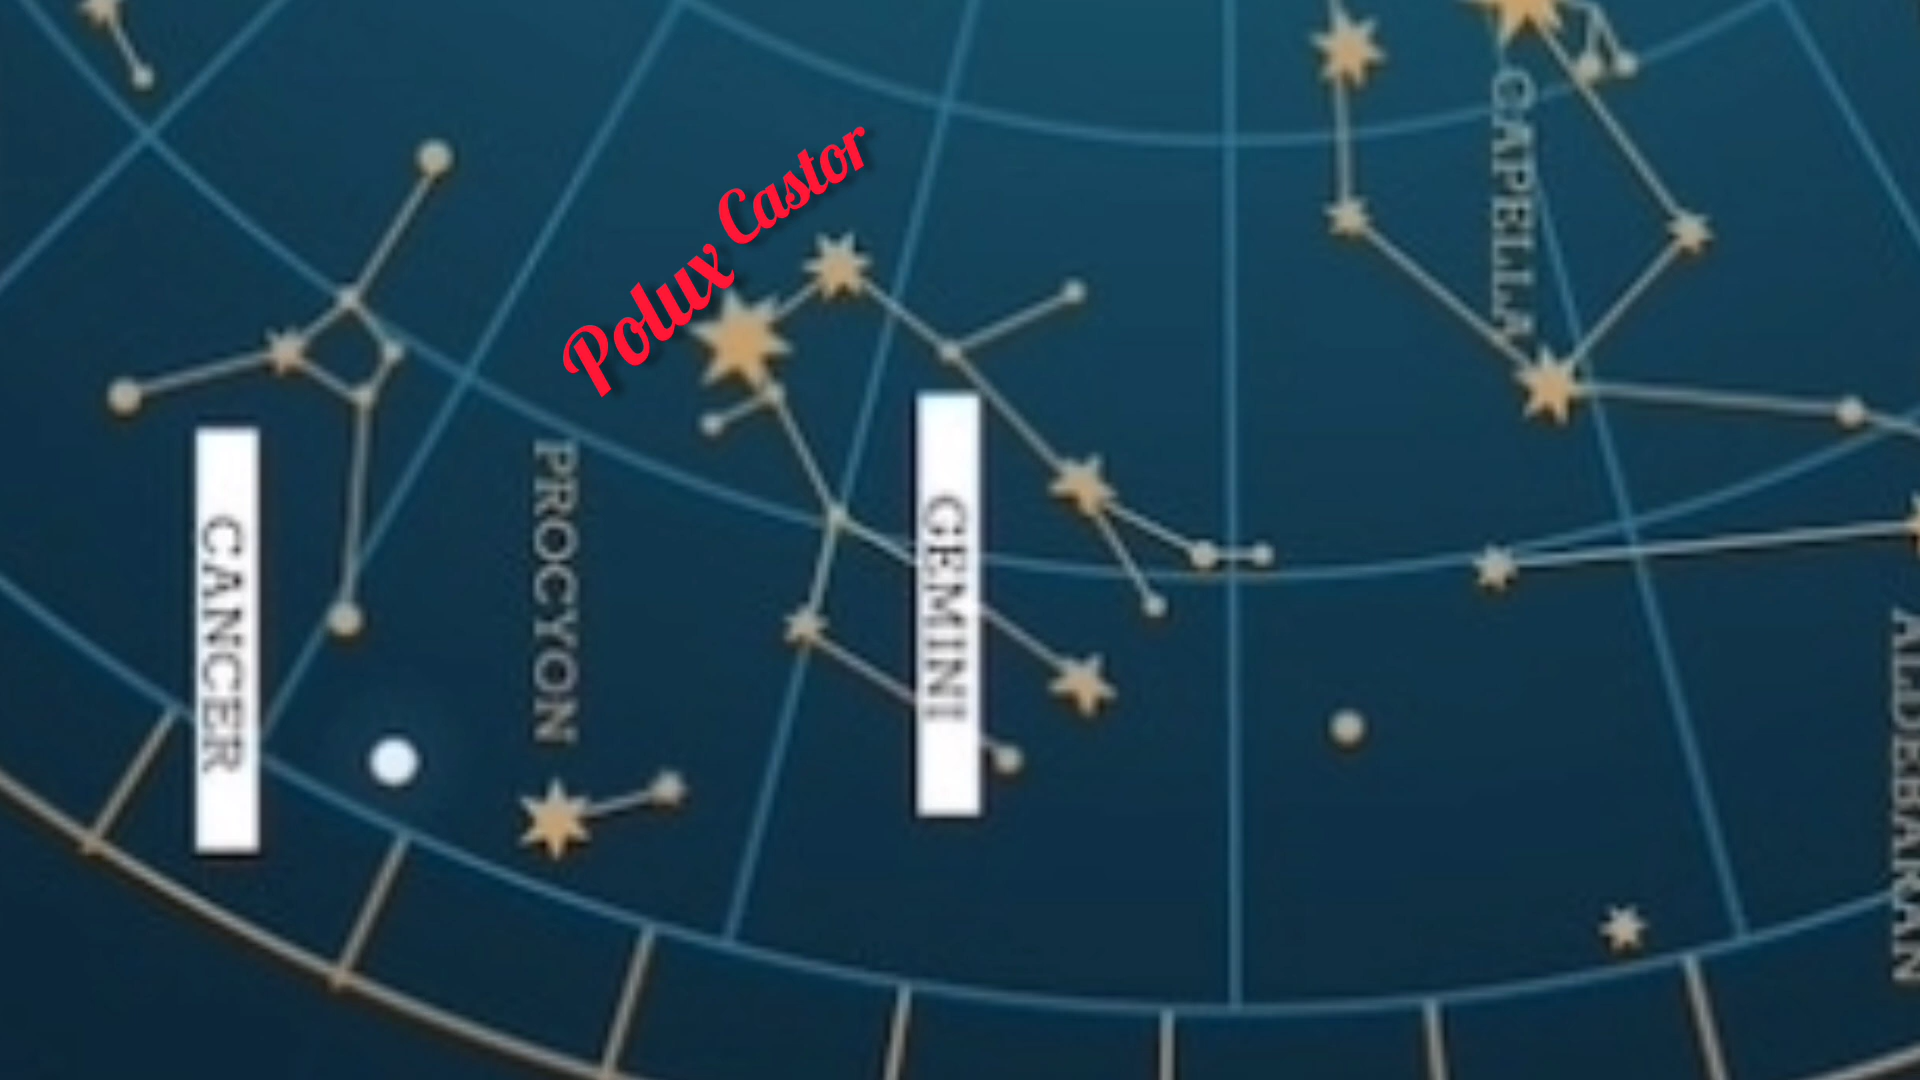 CAPELLA
Castor
Polux
PROCYON
GEMINI
CANCER
ALDEBARAN